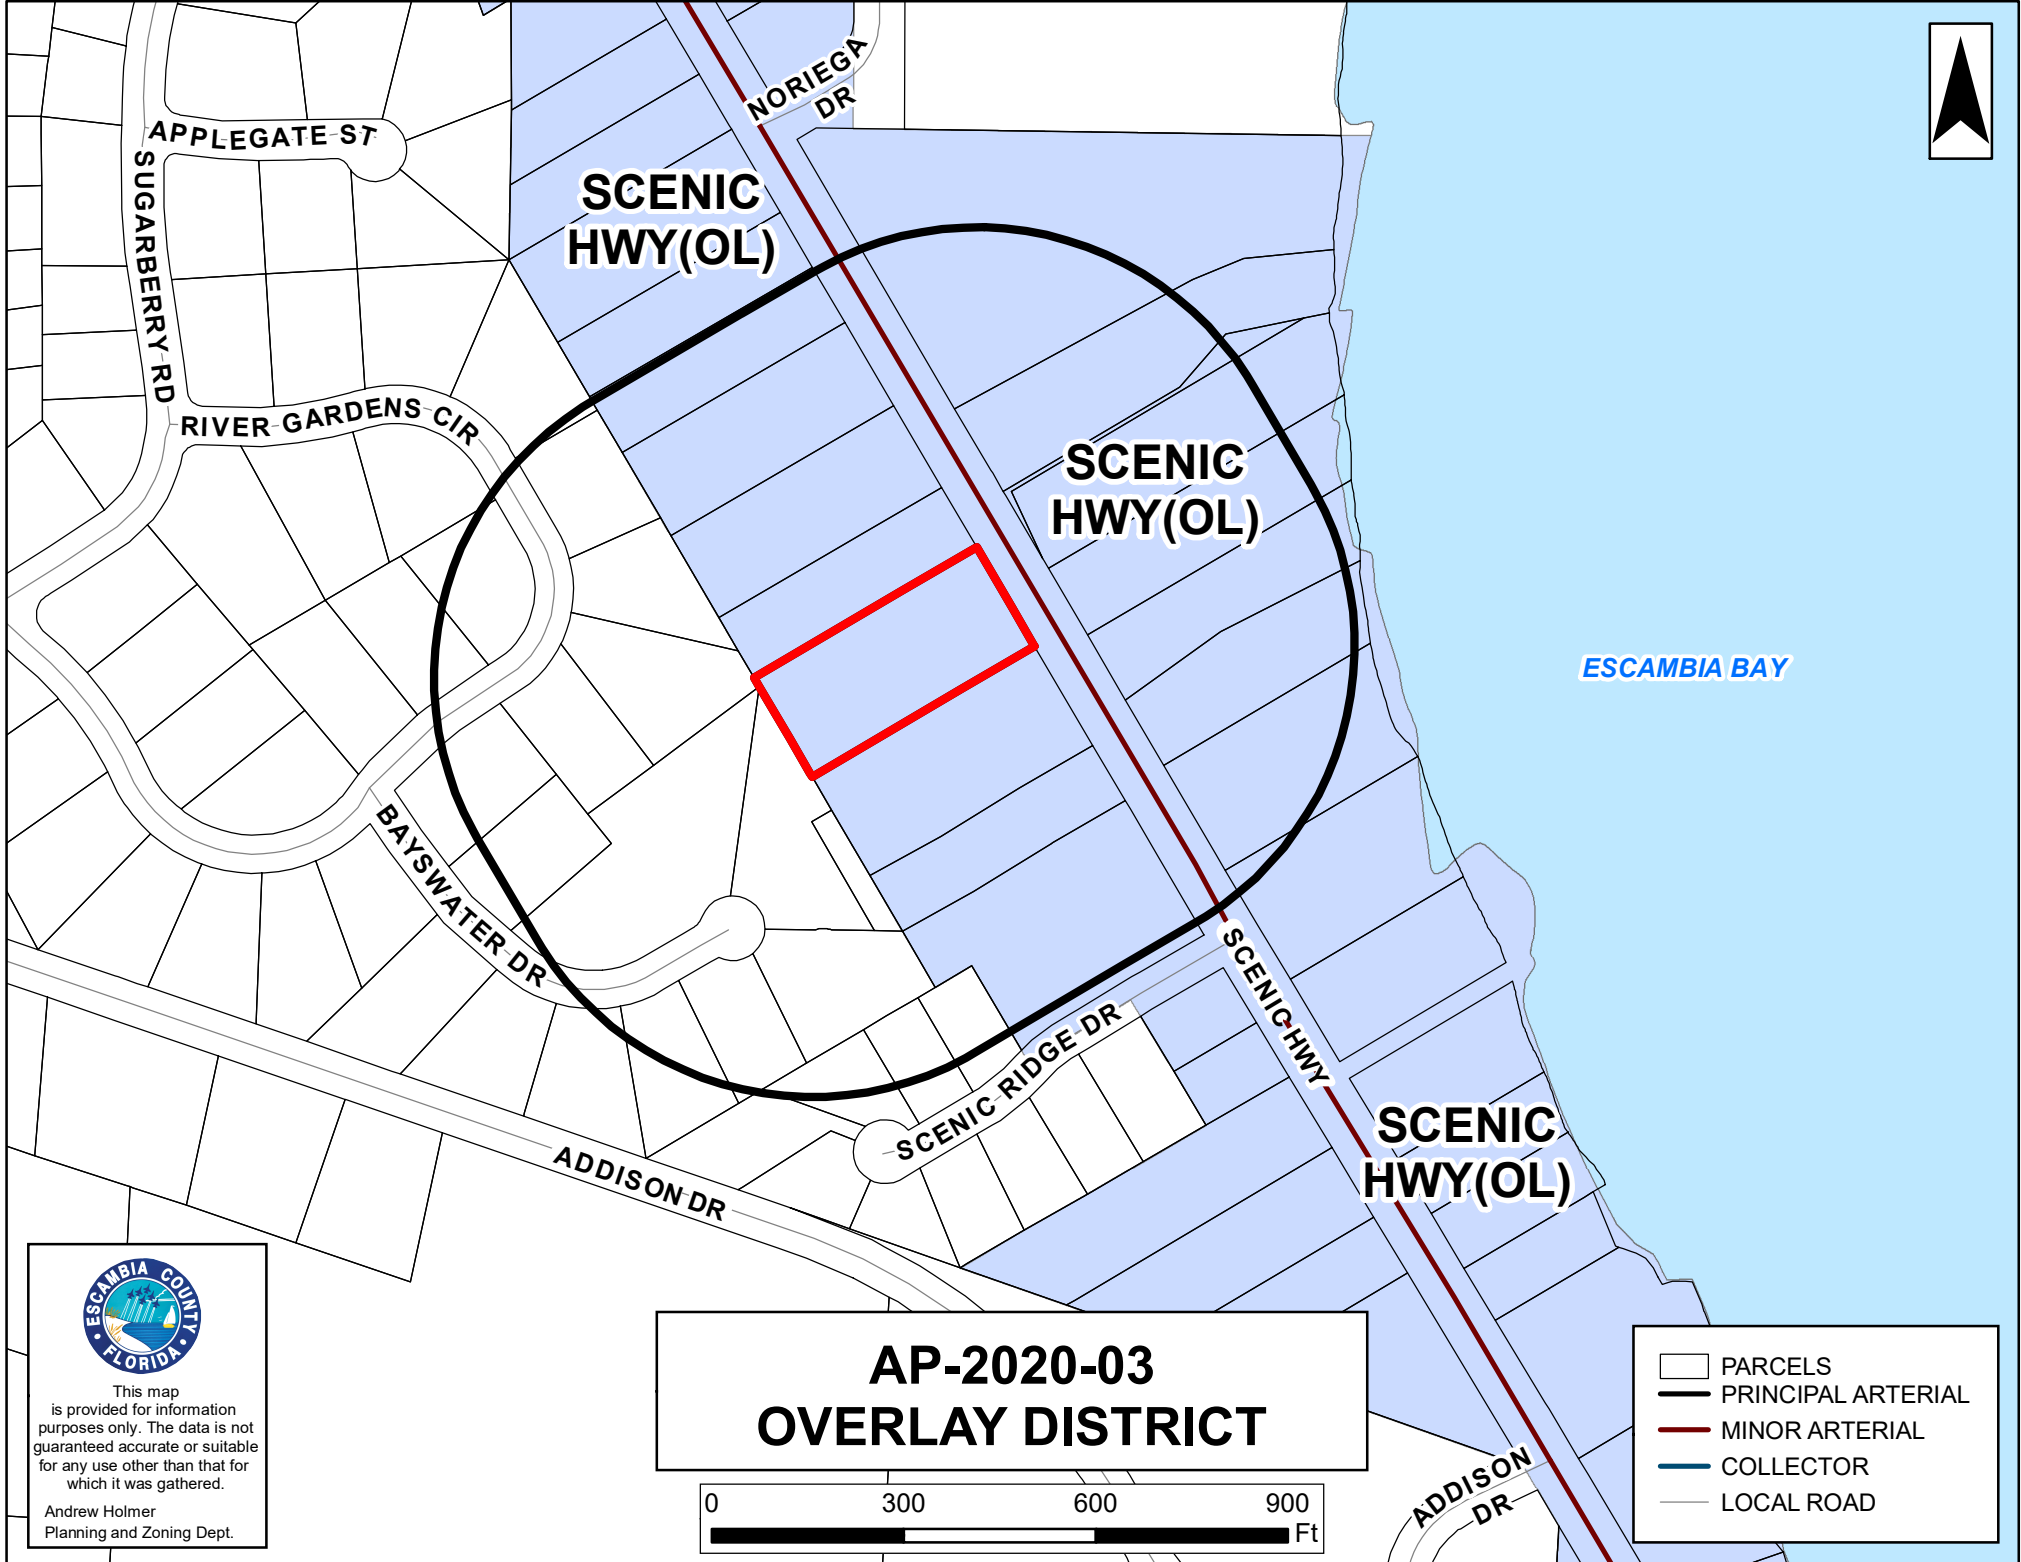 NORIEGA
DR
APPLEGATE ST
SUGARBERRY RD
SCENIC
HWY(OL)
RIVER GARDENS CIR
SCENIC
HWY(OL)
ESCAMBIA BAY
BAYSWATER DR
SCENIC HWY
SCENIC RIDGE DR
SCENIC
HWY(OL)
ADDISON DR
ADDISON
DR
ESCAMBIA COUNTY
FLORIDA
This map
is provided for information
purposes only. The data is not
guaranteed accurate or suitable
for any use other than that for
which it was gathered.
Andrew Holmer
Planning and Zoning Dept.
AP-2020-03
OVERLAY DISTRICT
0 300 600 900
Ft
PARCELS
PRINCIPAL ARTERIAL
MINOR ARTERIAL
COLLECTOR
LOCAL ROAD